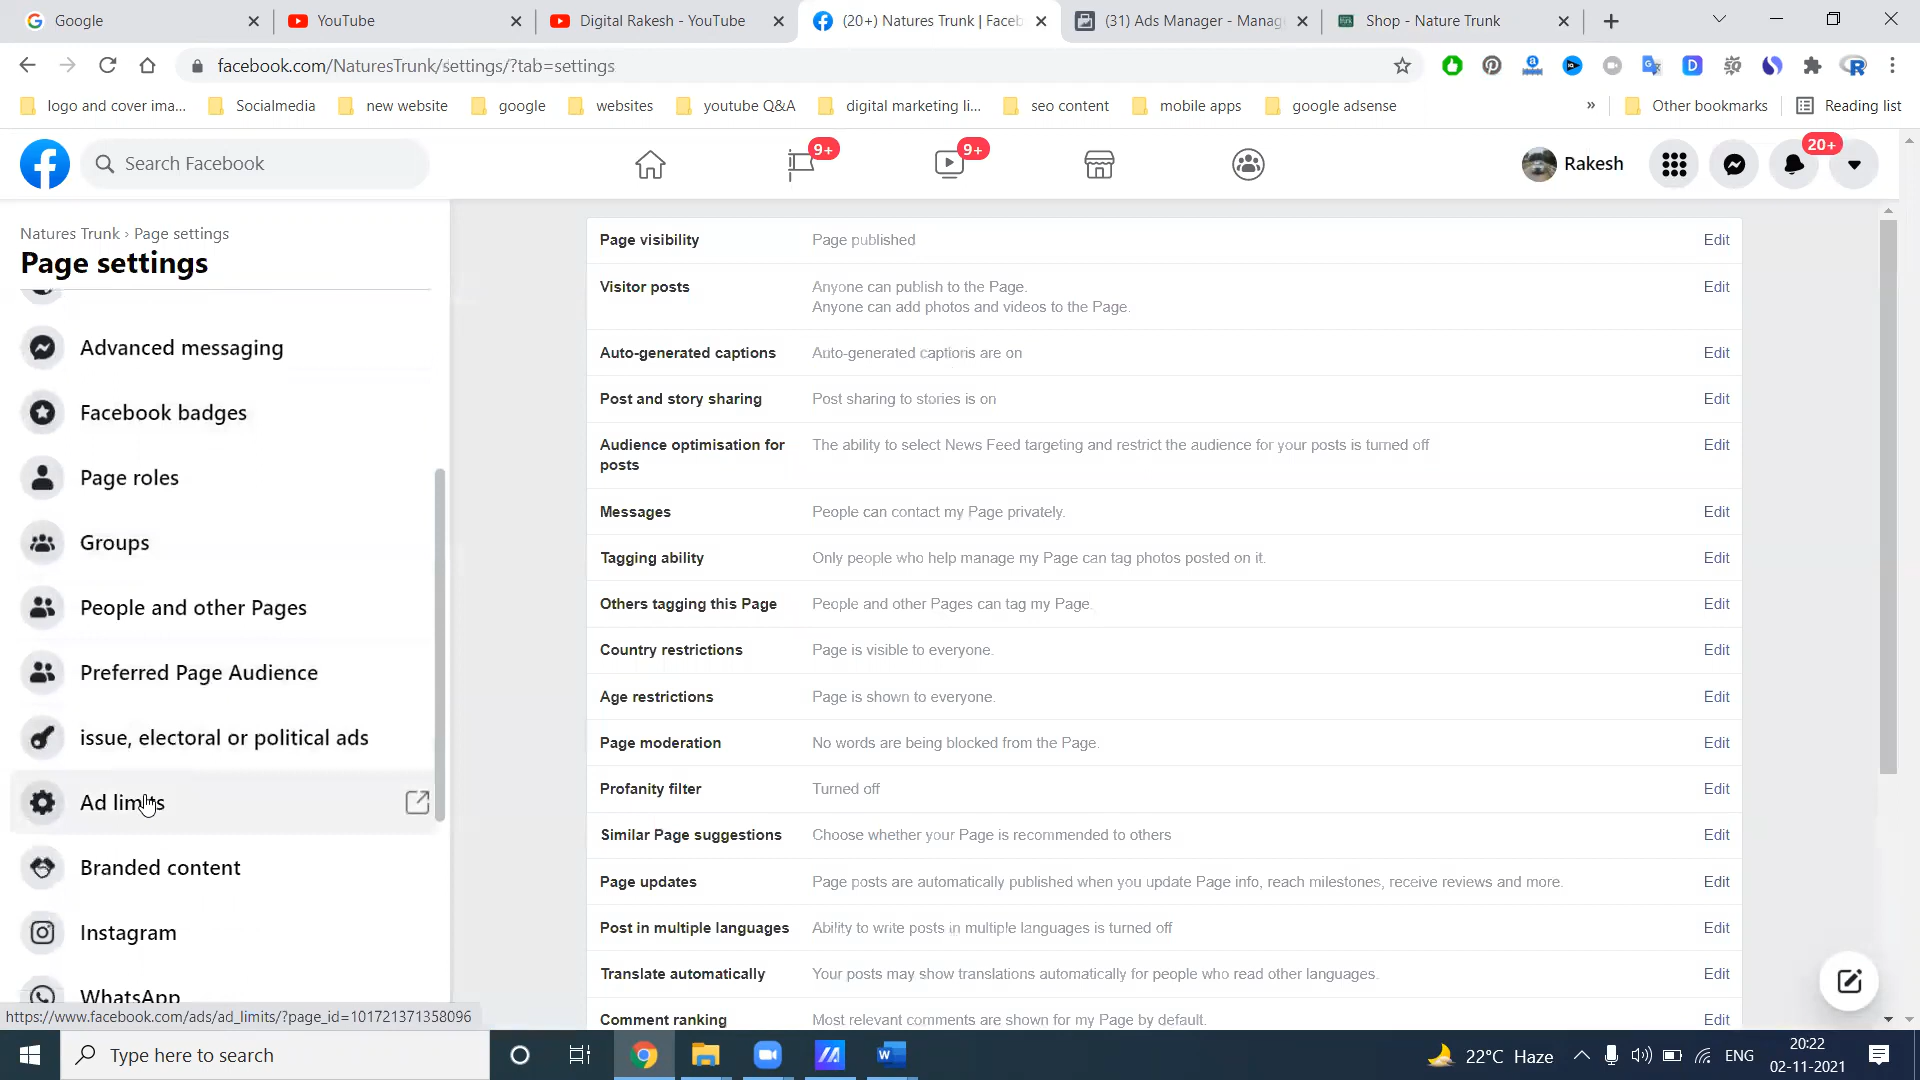 Google
YouTube
Digital Rakesh - YouTube
(20+) Natures Trunk | Faceb
(31) Ads Manager - Manag
Shop - Nature Trunk
facebook.com/NaturesTrunk/settings/?tab=settings
logo and cover ima...
Socialmedia
new website
google
websites
youtube Q&A
digital marketing li...
seo content
mobile apps
google adsense
»
Other bookmarks
Reading list
Search Facebook
9+
9+
Rakesh
20+
Natures Trunk › Page settings
Page settings
Advanced messaging
Facebook badges
Page roles
Groups
People and other Pages
Preferred Page Audience
issue, electoral or political ads
Ad limits
Branded content
Instagram
WhatsApp
https://www.facebook.com/ads/ad_limits/?page_id=101721371358096
Page visibility Page published Edit
Visitor posts Anyone can publish to the Page. Edit
Anyone can add photos and videos to the Page.
Auto-generated captions Auto-generated captions are on Edit
Post and story sharing Post sharing to stories is on Edit
Audience optimisation for The ability to select News Feed targeting and restrict the audience for your posts is turned off Edit
posts
Messages People can contact my Page privately. Edit
Tagging ability Only people who help manage my Page can tag photos posted on it. Edit
Others tagging this Page People and other Pages can tag my Page. Edit
Country restrictions Page is visible to everyone. Edit
Age restrictions Page is shown to everyone. Edit
Page moderation No words are being blocked from the Page. Edit
Profanity filter Turned off Edit
Similar Page suggestions Choose whether your Page is recommended to others Edit
Page updates Page posts are automatically published when you update Page info, reach milestones, receive reviews and more. Edit
Post in multiple languages Ability to write posts in multiple languages is turned off Edit
Translate automatically Your posts may show translations automatically for people who read other languages. Edit
Comment ranking Most relevant comments are shown for my Page by default. Edit
Type here to search
22°C Haze
ENG
20:22
02-11-2021